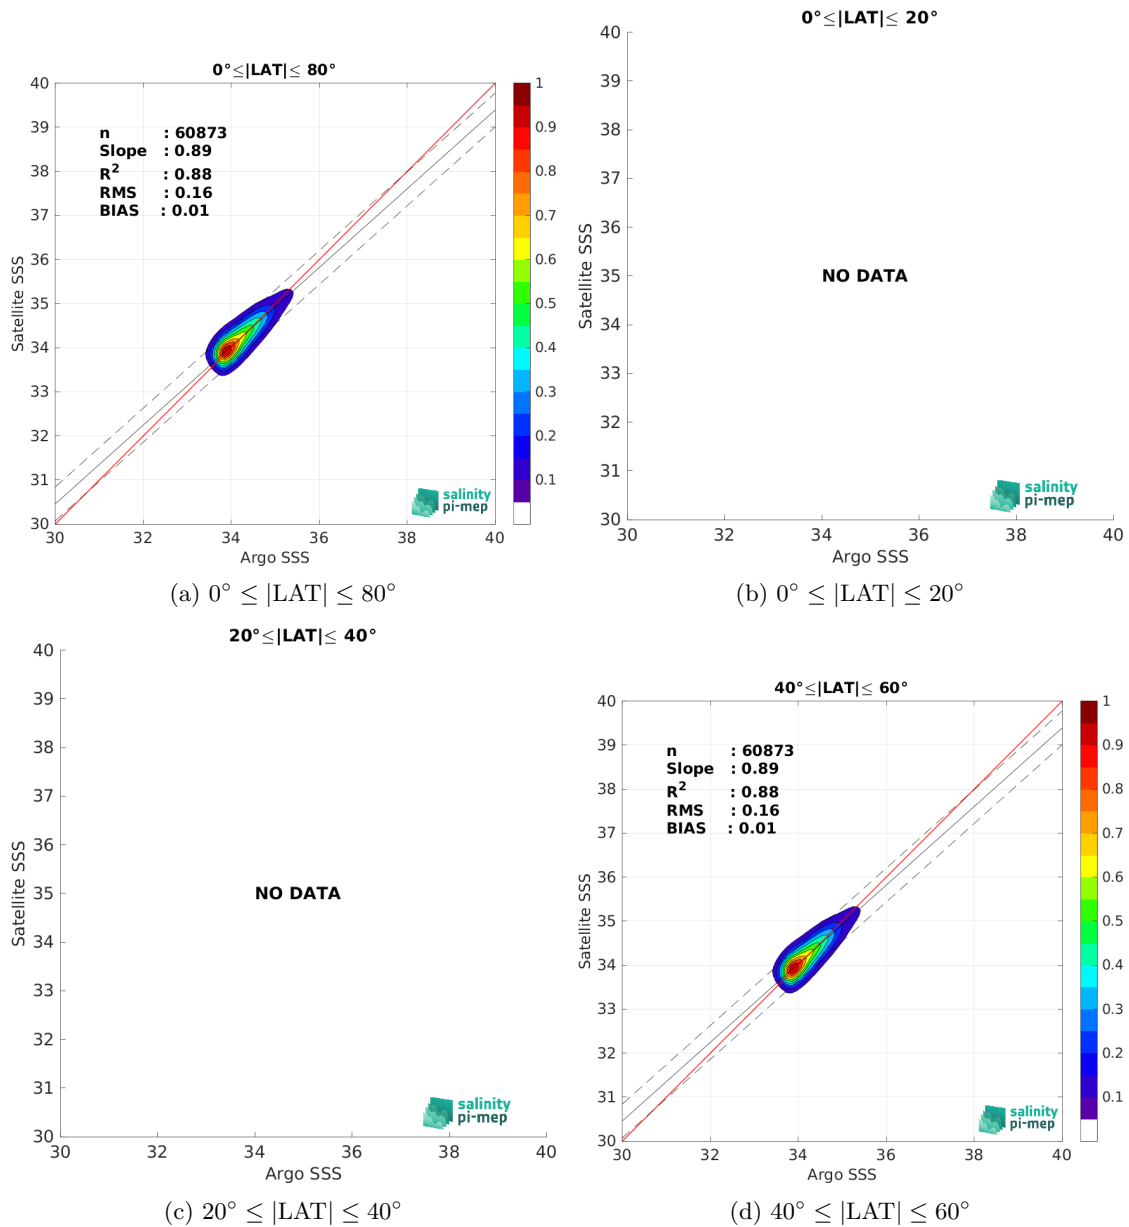 0°≤|LAT|≤ 80°
40
39
38
37
36
35
34
33
32
31
30
Satellite SSS
n : 60873
Slope : 0.89
R² : 0.88
RMS : 0.16
BIAS : 0.01
salinity
pi-mep
30 32 34 36 38 40
Argo SSS
1
0.9
0.8
0.7
0.6
0.5
0.4
0.3
0.2
0.1
(a) 0° ≤ |LAT| ≤ 80°
0°≤|LAT|≤ 20°
40
39
38
37
36
35
34
33
32
31
30
Satellite SSS
NO DATA
salinity
pi-mep
30 32 34 36 38 40
Argo SSS
(b) 0° ≤ |LAT| ≤ 20°
20°≤|LAT|≤ 40°
40
39
38
37
36
35
34
33
32
31
30
Satellite SSS
NO DATA
salinity
pi-mep
30 32 34 36 38 40
Argo SSS
(c) 20° ≤ |LAT| ≤ 40°
40°≤|LAT|≤ 60°
40
39
38
37
36
35
34
33
32
31
30
Satellite SSS
n : 60873
Slope : 0.89
R² : 0.88
RMS : 0.16
BIAS : 0.01
salinity
pi-mep
30 32 34 36 38 40
Argo SSS
1
0.9
0.8
0.7
0.6
0.5
0.4
0.3
0.2
0.1
(d) 40° ≤ |LAT| ≤ 60°